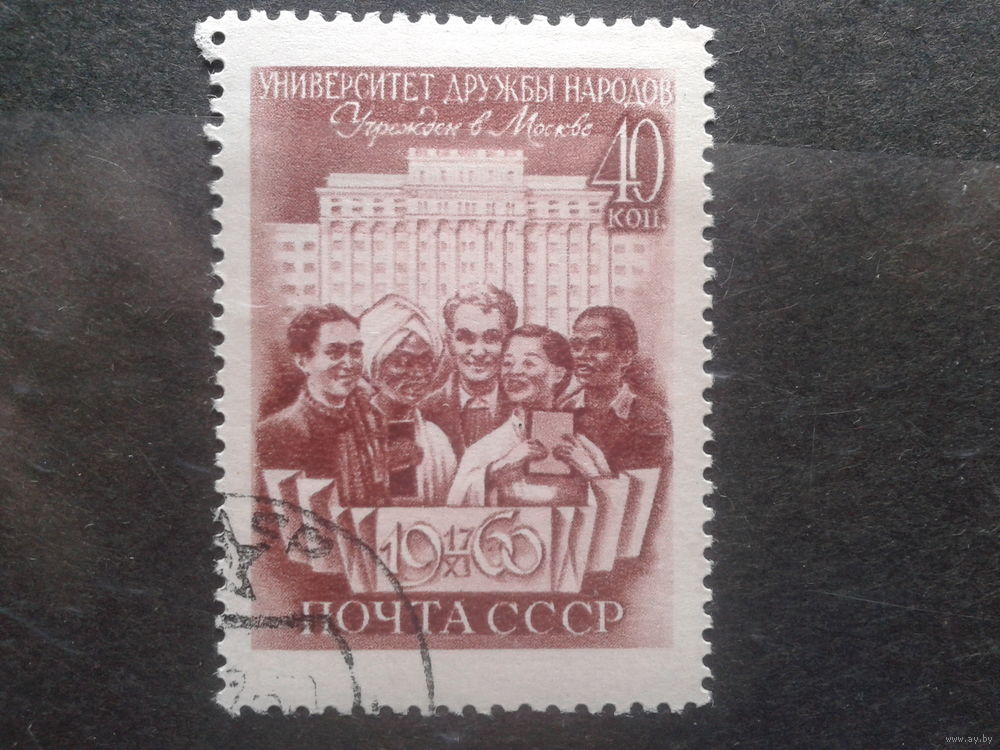 УНИВЕРСИТЕТ ДРУЖБЫ НАРОДОВ
Учрежден в Москве
40
КОП.
19 17 XI 60
ПОЧТА СССР
www.ay.by